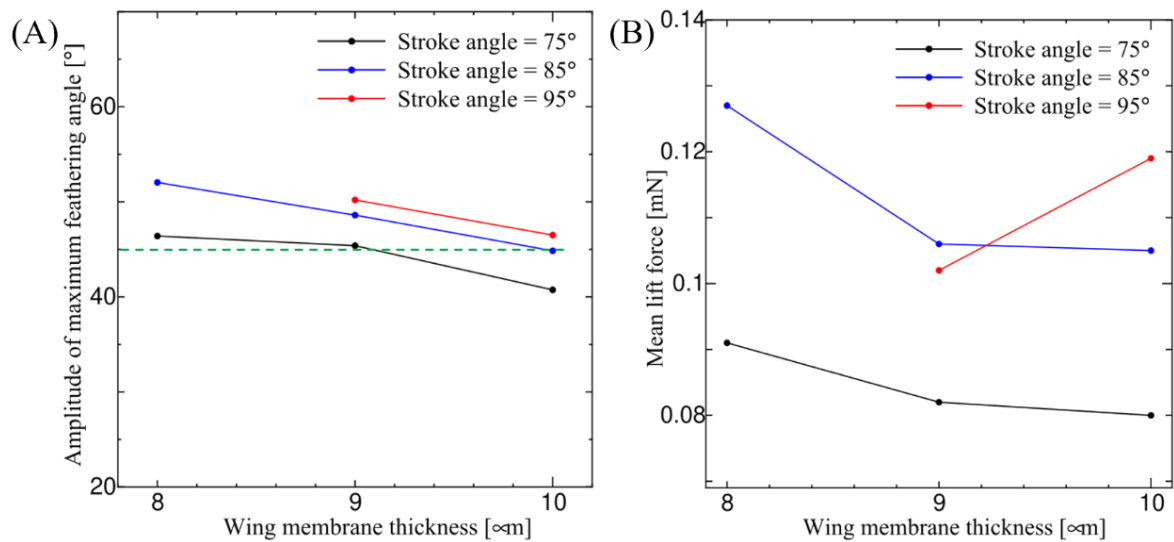 (A)
Amplitude of maximum feathering angle [°]
60
40
20
Stroke angle = 75°
Stroke angle = 85°
Stroke angle = 95°
8
9
10
Wing membrane thickness [∝m]
(B)
Mean lift force [mN]
0.14
0.12
0.1
0.08
Stroke angle = 75°
Stroke angle = 85°
Stroke angle = 95°
8
9
10
Wing membrane thickness [∝m]